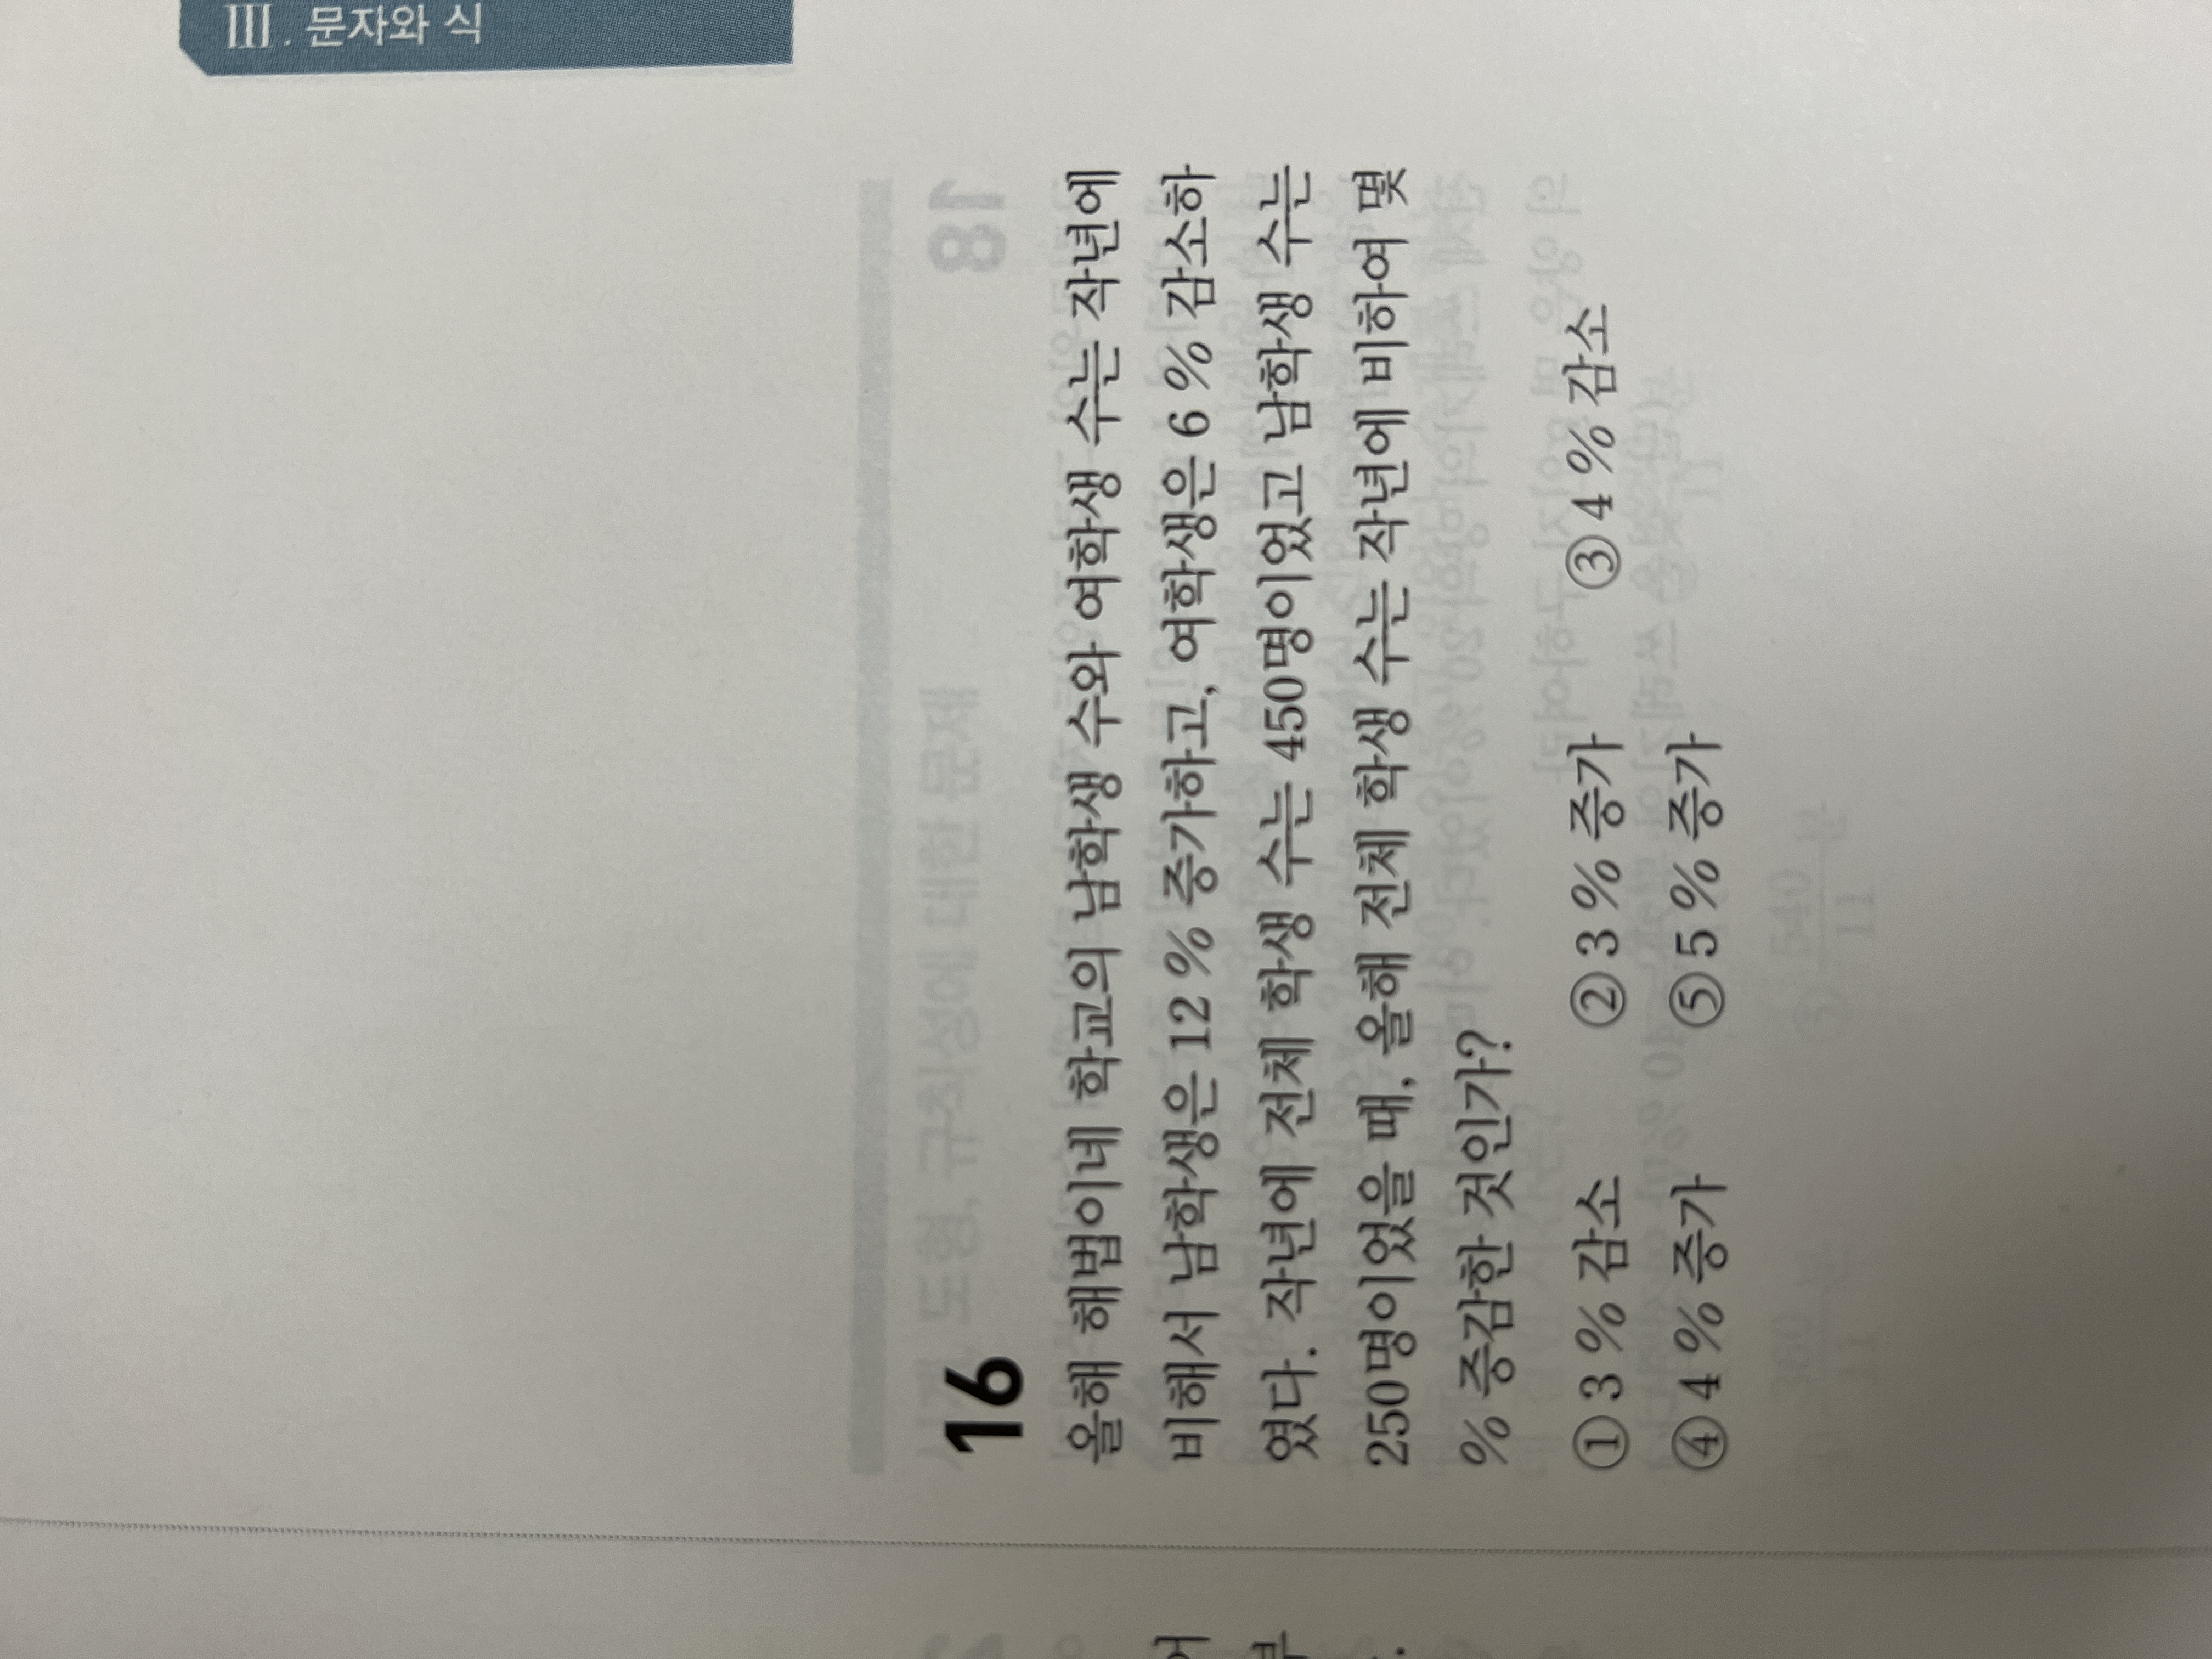 III. 문자와 식
16
올해 해법이네 학교의 남학생 수와 여학생 수는 작년에
비해서 남학생은 12 % 증가하고, 여학생은 6 % 감소하
였다. 작년에 전체 학생 수는 450명이었고 남학생 수는
250명이었을 때, 올해 전체 학생 수는 작년에 비하여 몇
% 증감한 것인가?
① 3 % 감소 ② 3 % 증가 ③ 4 % 감소
④ 4 % 증가 ⑤ 5 % 증가